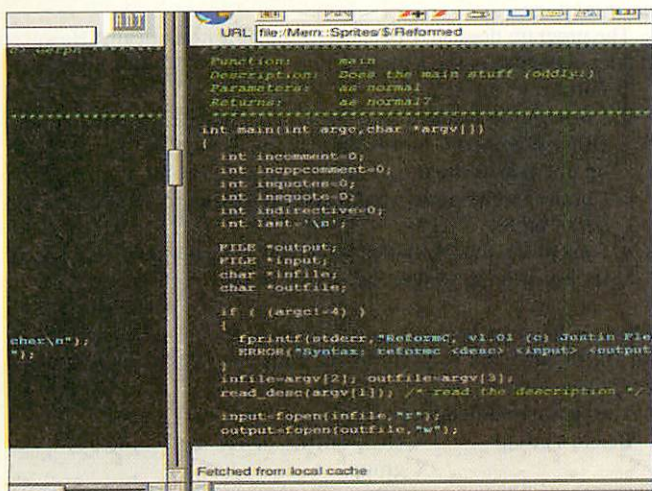 ANT
Gerph
cher\n");
");
URL file:/Mem::Sprites/$/Reformed
Function: main
Description: Does the main stuff (oddly!)
Parameters: as normal
Returns: as normal?
int main(int argc,char *argv[])
{
int incomment=0;
int incppcomment=0;
int inquotes=0;
int insquote=0;
int indirective=0;
int last='\n';
FILE *output;
FILE *input;
char *infile;
char *outfile;
if ( (argc!=4) )
{
fprintf(stderr,"ReformC, v1.01 (c) Justin Fle
ERROR("Syntax: reformc <desc> <input> <output
}
infile=argv[2]; outfile=argv[3];
read_desc(argv[1]); /* read the description */
input=fopen(infile,"r");
output=fopen(outfile,"w");
Fetched from local cache